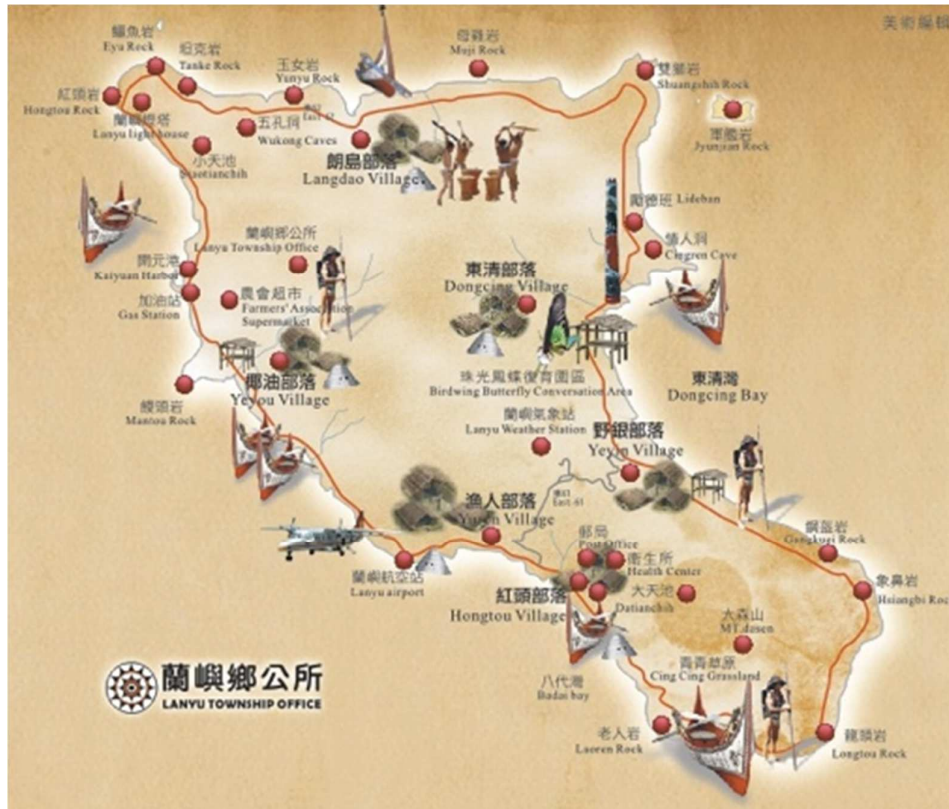 美術編輯
鱷魚岩
Eyu Rock
坦克岩
Tanke Rock
玉女岩
Yunyu Rock
母雞岩
Muji Rock
雙獅岩
Shuangshih Rock
紅頭岩
Hongtou Rock
蘭嶼燈塔
Lanyu light house
五孔洞
Wukong Caves
軍艦岩
Jyunjian Rock
小天池
Siaotianchih
朗島部落
Langdao Village
Lideban
情人洞
Cingren Cave
蘭嶼鄉公所
Lanyu Township Office
開元港
Kaiyuan Harbor
東清部落
Dongcing Village
加油站
Gas Station
農會超市
Farmers' Association
Supermarket
椰油部落
Yeyou Village
饅頭岩
Mantou Rock
珠光鳳蝶復育園區
Birdwing Butterfly Conversation Area
東清灣
Dongcing Bay
蘭嶼氣象站
Lanyu Weather Station
野銀部落
Yeyin Village
漁人部落
Village
郵局
Post Office
衛生所
Health Center
鋼盔岩
Gangkuei Rock
蘭嶼航空站
Lanyu airport
紅頭部落
Hongtou Village
大天池
Datianchih
象鼻岩
Hsiangbi Roc
大森山
MT.dasen
青青草原
Cing Cing Grassland
八代灣
Badai bay
老人岩
Laoren Rock
龍頭岩
Longtou Rock
蘭嶼鄉公所
LANYU TOWNSHIP OFFICE